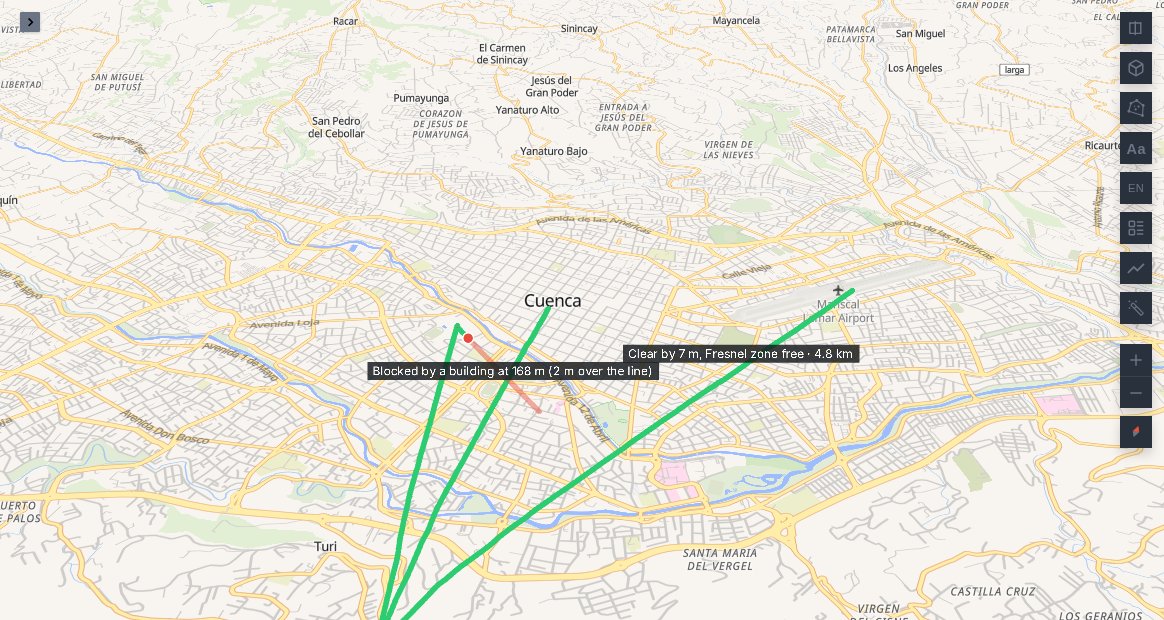 Racar
Sinincay
Mayancela
GRAN PODER
PATAMARCA
BELLAVISTA
San Miguel
El Carmen
de Sinincay
LIBERTAD
SAN MIGUEL
DE PUTUSÍ
Los Angeles
larga
Jesús del
Gran Poder
Pumayunga
Yanaturo Alto
CORAZON
DE JESUS DE
PUMAYUNGA
ENTRADA A
JESÚS DEL
GRAN PODER
San Pedro
del Cebollar
Aa
Yanaturo Bajo
VIRGEN DE
LAS NIEVES
Ricaurte
EN
quín
Avenida de las Américas
Avenida de las Américas
Calle Vieja
Cuenca
Mariscal
Lamar Airport
Avenida Loja
Avenida 1 de Mayo
Clear by 7 m, Fresnel zone free · 4.8 km
Blocked by a building at 168 m (2 m over the line)
Avenida 12 de Abril
Avenida Don Bosco
UERTO
E PALOS
Turi
SANTA MARIA
DEL VERGEL
CASTILLA CRUZ
VIRGEN
DEL CISNE
LOS GERANIOS